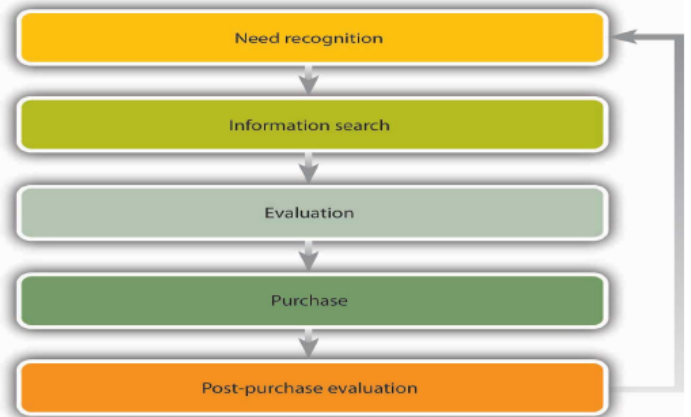 Need recognition
Information search
Evaluation
Purchase
Post-purchase evaluation